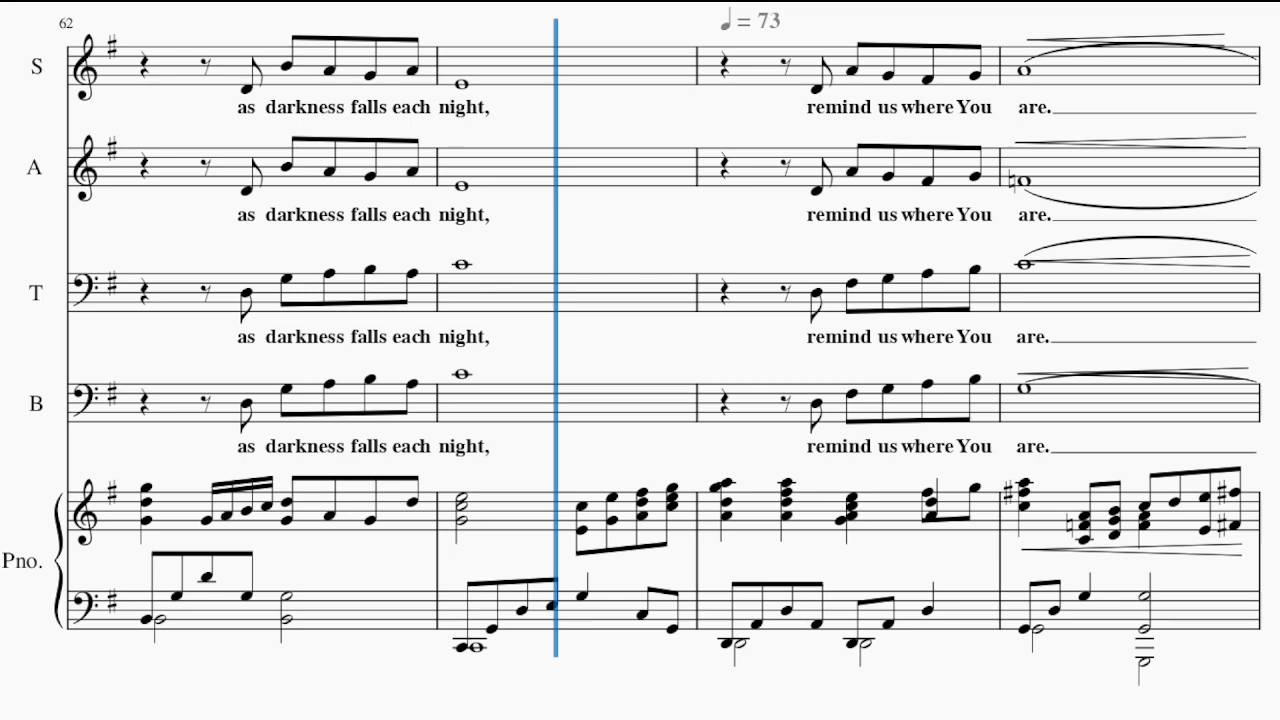 62
♩ = 73
S
as darkness falls each night, remind us where You are.
A
as darkness falls each night, remind us where You are.
T
as darkness falls each night, remind us where You are.
B
as darkness falls each night, remind us where You are.
Pno.